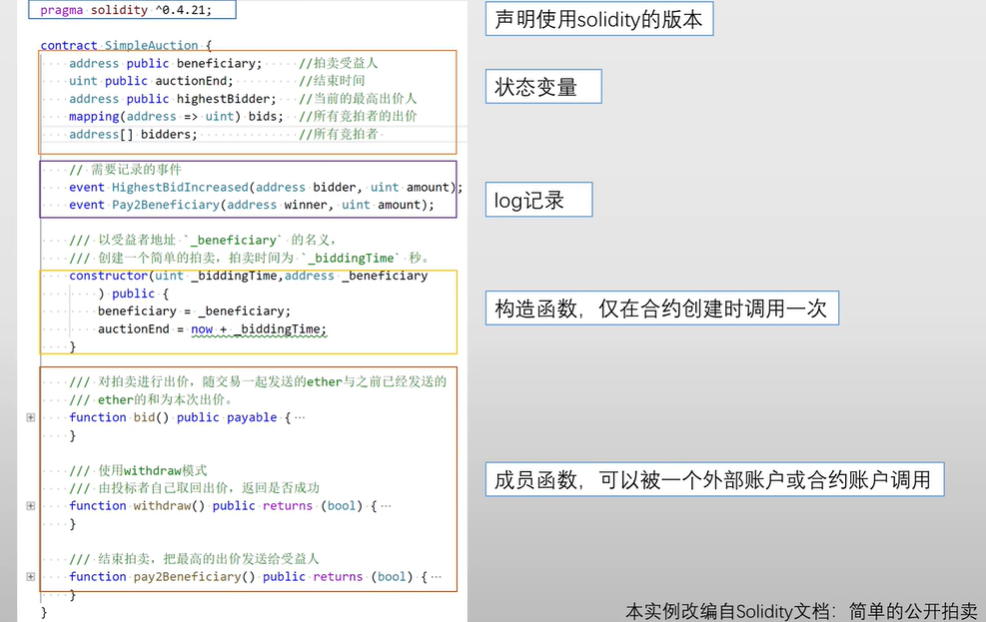 pragma solidity ^0.4.21;
声明使用solidity的版本
contract SimpleAuction {
address public beneficiary; //拍卖受益人
uint public auctionEnd; //结束时间
address public highestBidder; //当前的最高出价人
mapping(address => uint) bids; //所有竞拍者的出价
address[] bidders; //所有竞拍者
状态变量
// 需要记录的事件
event HighestBidIncreased(address bidder, uint amount);
event Pay2Beneficiary(address winner, uint amount);
log记录
/// 以受益者地址 `_beneficiary` 的名义，
/// 创建一个简单的拍卖，拍卖时间为 `_biddingTime` 秒。
constructor(uint _biddingTime,address _beneficiary
) public {
beneficiary = _beneficiary;
auctionEnd = now + _biddingTime;
}
构造函数，仅在合约创建时调用一次
/// 对拍卖进行出价，随交易一起发送的ether与之前已经发送的
/// ether的和为本次出价。
function bid() public payable {…
}
/// 使用withdraw模式
/// 由投标者自己取回出价，返回是否成功
function withdraw() public returns (bool) {…
}
/// 结束拍卖，把最高的出价发送给受益人
function pay2Beneficiary() public returns (bool) {…
}
}
成员函数，可以被一个外部账户或合约账户调用
本实例改编自Solidity文档：简单的公开拍卖